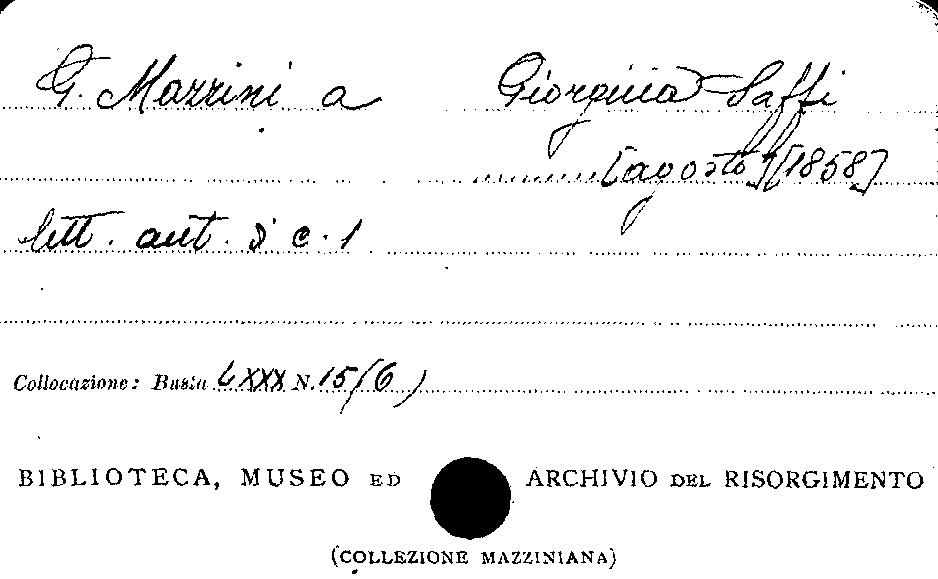 G. Mazzini a Giorgina Saffi
[agosto][1858]
lett. aut. di c. 1
Collocazione: Busta LXXX N. 15/(6)
BIBLIOTECA, MUSEO ED ARCHIVIO DEL RISORGIMENTO
(COLLEZIONE MAZZINIANA)